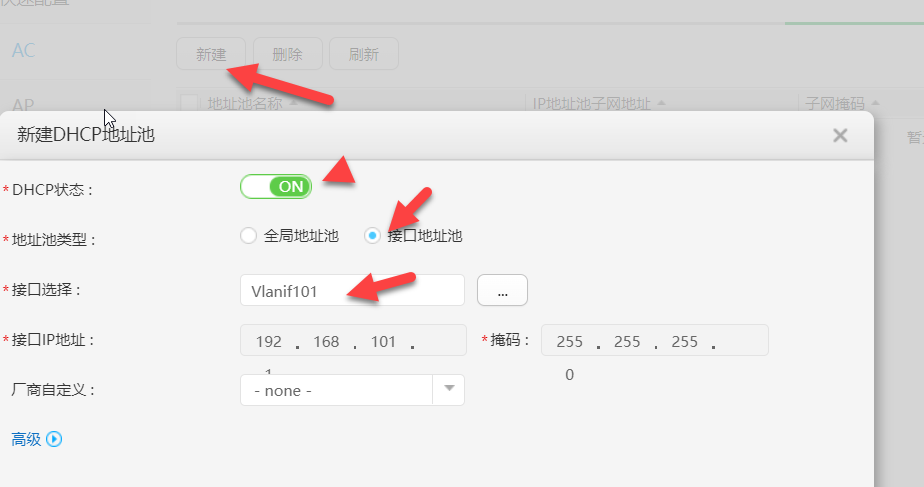 快速配置
AC
新建 删除 刷新
AP
地址池名称 IP地址池子网地址 子网掩码
新建DHCP地址池
* DHCP状态： ON
* 地址池类型： 全局地址池 接口地址池
* 接口选择： Vlanif101 ...
* 接口IP地址： 192 . 168 . 101 . 1 * 掩码： 255 . 255 . 255 . 0
厂商自定义： - none -
高级